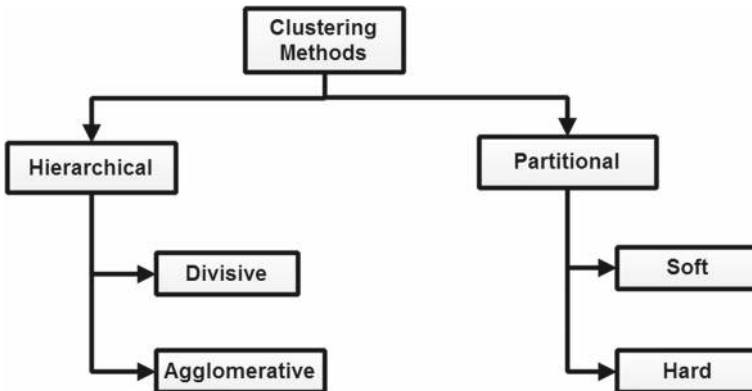 Clustering
Methods
Hierarchical
Partitional
Divisive
Soft
Agglomerative
Hard